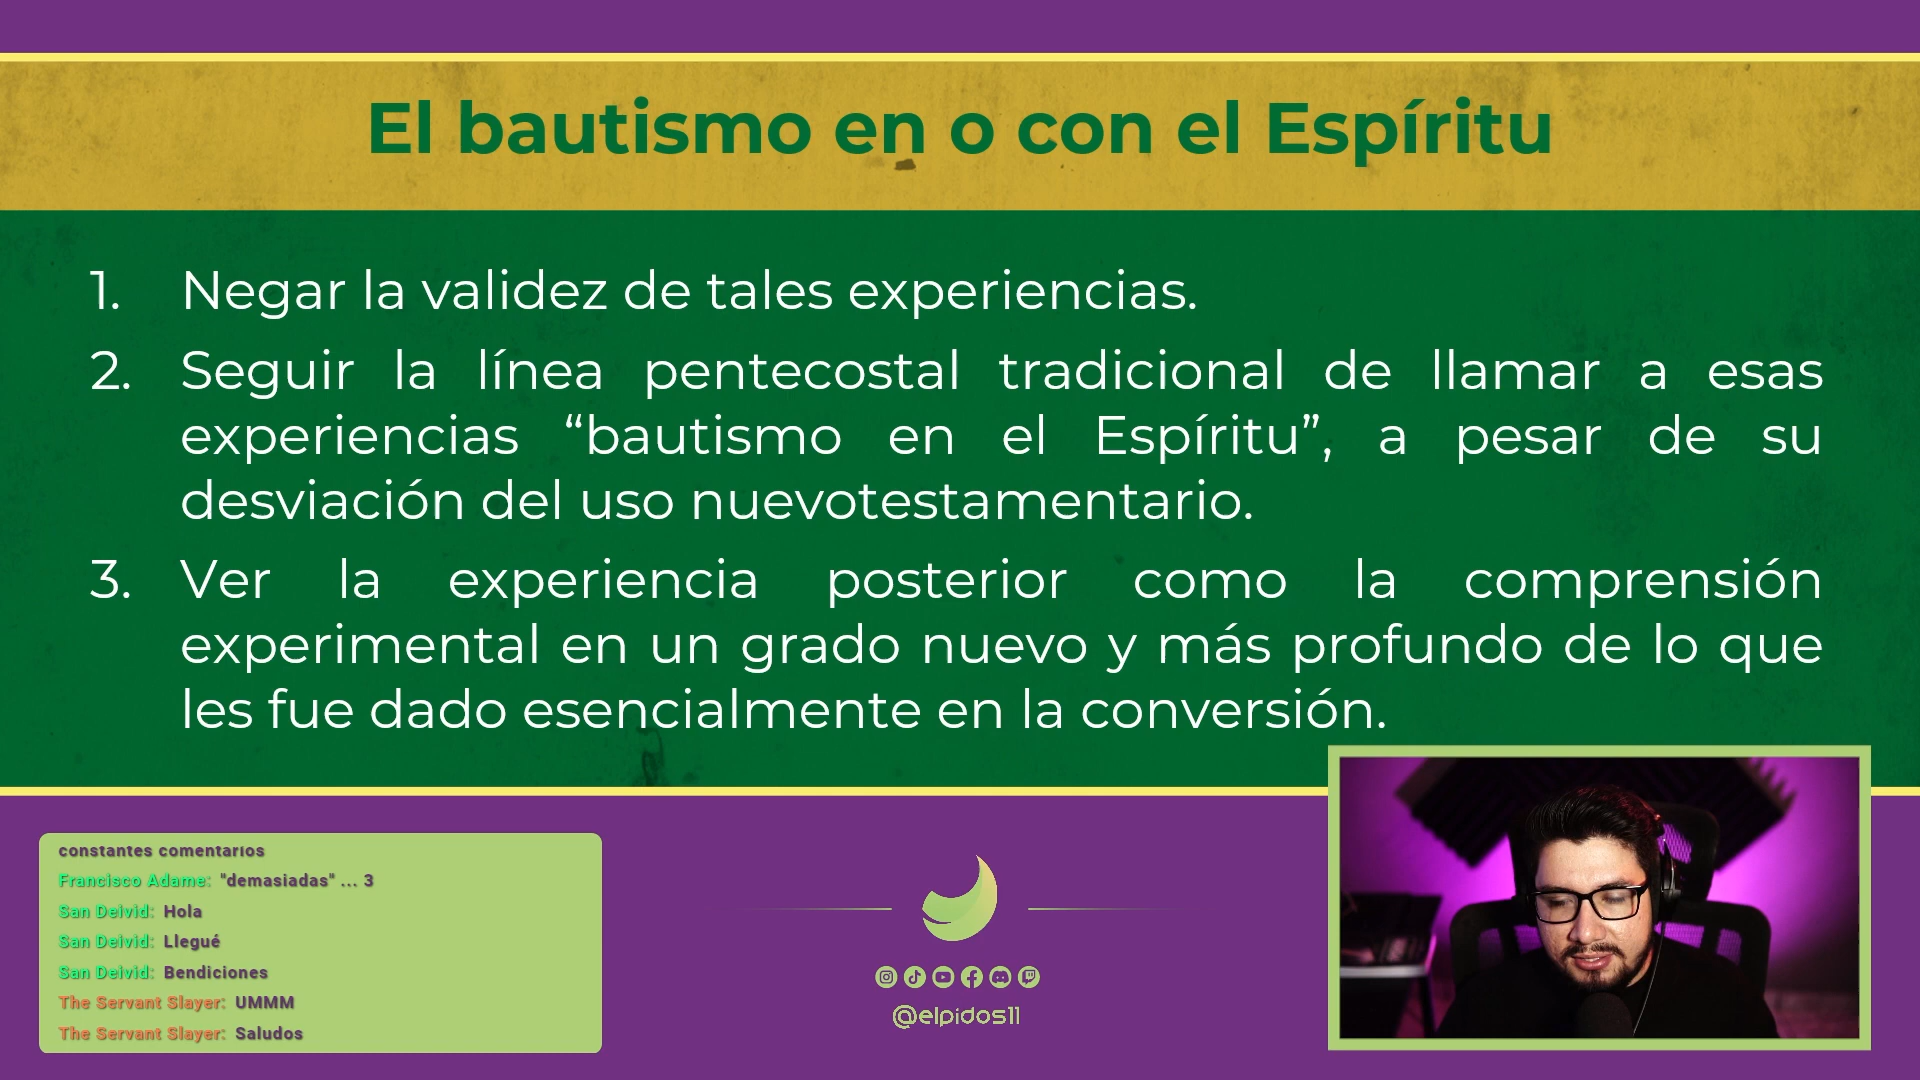 El bautismo en o con el Espíritu
1. Negar la validez de tales experiencias.
2. Seguir la línea pentecostal tradicional de llamar a esas
experiencias “bautismo en el Espíritu”, a pesar de su
desviación del uso nuevotestamentario.
3. Ver la experiencia posterior como la comprensión
experimental en un grado nuevo y más profundo de lo que
les fue dado esencialmente en la conversión.
constantes comentarios
Francisco Adame: "demasiadas" ... 3
San Deivid: Hola
San Deivid: Llegué
San Deivid: Bendiciones
The Servant Slayer: UMMM
The Servant Slayer: Saludos
@elpidos11